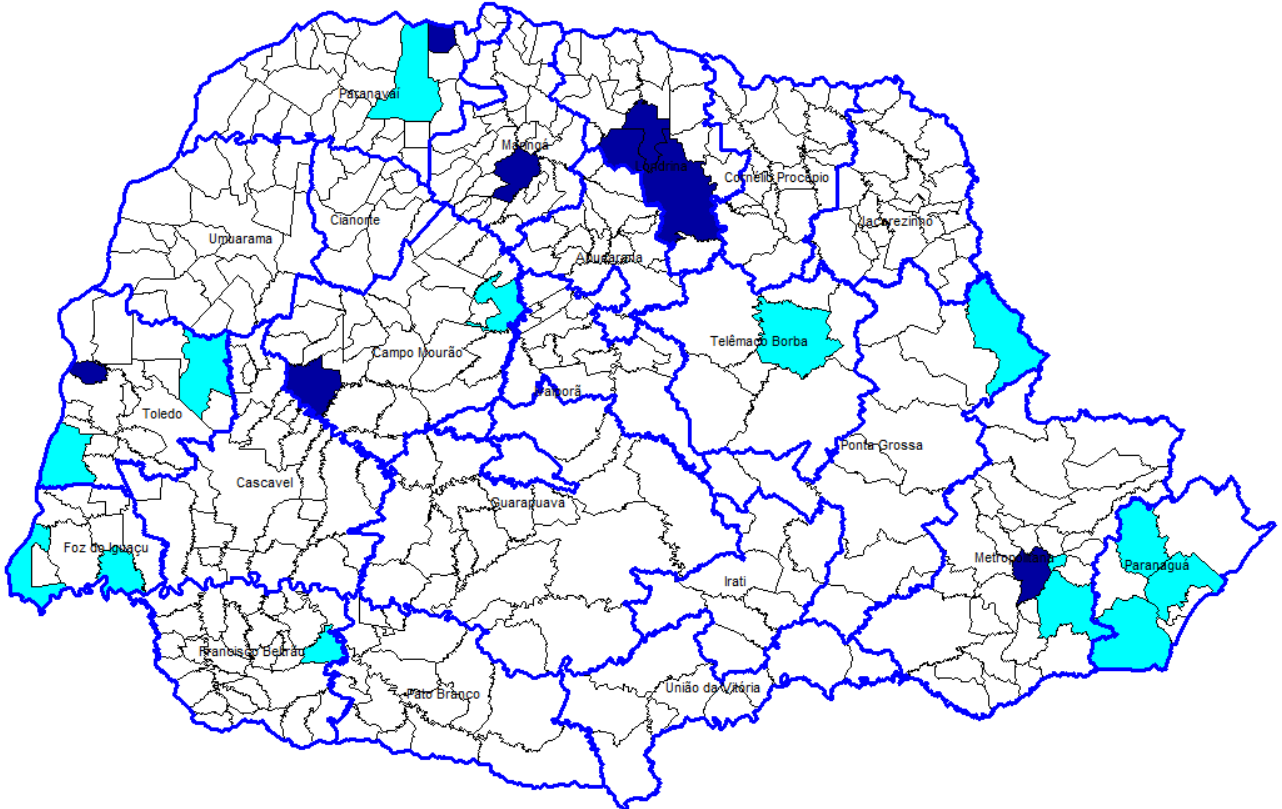 Paranavaí
Maringá
Londrina
Cornélio Procópio
Cianorte
Jacarezinho
Umuarama
Apucarana
Telêmaco Borba
Campo Mourão
Ivaiporã
Toledo
Ponta Grossa
Cascavel
Guarapuava
Foz de Iguaçu
Metropolitana
Paranaguá
Irati
Francisco Beltrão
União da Vitória
Pato Branco